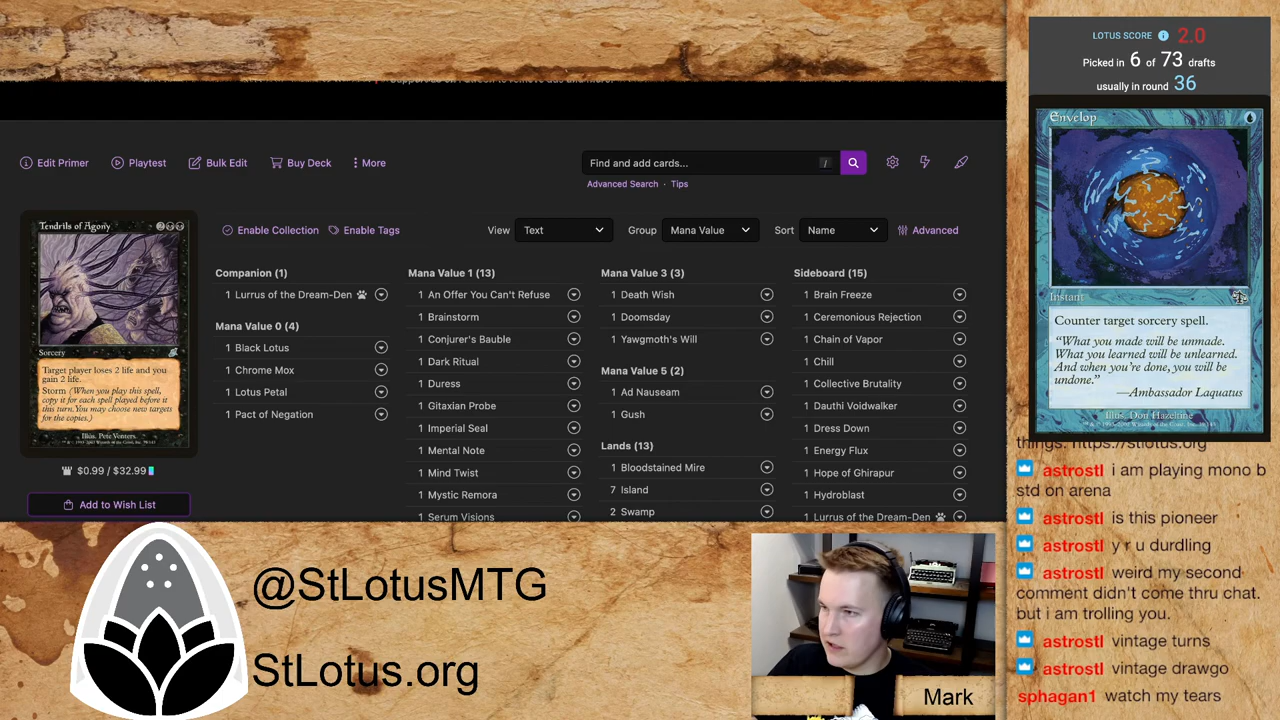 Edit Primer
Playtest
Bulk Edit
Buy Deck
More
Find and add cards...
/
Advanced Search · Tips
Tendrils of Agony
Sorcery
Target player loses 2 life and you
gain 2 life.
Storm (When you play this spell,
copy it for each spell played before it
this turn. You may choose new targets
for the copies.)
Illus. Pete Venters
$0.99 / $32.99
Add to Wish List
Enable Collection
Enable Tags
View Text
Group Mana Value
Sort Name
Advanced
Companion (1)
1 Lurrus of the Dream-Den
Mana Value 0 (4)
1 Black Lotus
1 Chrome Mox
1 Lotus Petal
1 Pact of Negation
Mana Value 1 (13)
1 An Offer You Can't Refuse
1 Brainstorm
1 Conjurer's Bauble
1 Dark Ritual
1 Duress
1 Gitaxian Probe
1 Imperial Seal
1 Mental Note
1 Mind Twist
1 Mystic Remora
1 Serum Visions
Mana Value 3 (3)
1 Death Wish
1 Doomsday
1 Yawgmoth's Will
Mana Value 5 (2)
1 Ad Nauseam
1 Gush
Lands (13)
1 Bloodstained Mire
7 Island
2 Swamp
Sideboard (15)
1 Brain Freeze
1 Ceremonious Rejection
1 Chain of Vapor
1 Chill
1 Collective Brutality
1 Dauthi Voidwalker
1 Dress Down
1 Energy Flux
1 Hope of Ghirapur
1 Hydroblast
1 Lurrus of the Dream-Den
@StLotusMTG
StLotus.org
Mark
LOTUS SCORE 2.0
Picked in 6 of 73 drafts
usually in round 36
Envelop
Instant
Counter target sorcery spell.
“What you made will be unmade.
What you learned will be unlearned.
And when you’re done, you will be
undone.”
—Ambassador Laquatus
Illus. Don Hazeltine
things: https://stlotus.org
astrostl i am playing mono b
std on arena
astrostl is this pioneer
astrostl y r u durdling
astrostl weird my second
comment didn't come thru chat.
but i am trolling you.
astrostl vintage turns
astrostl vintage drawgo
sphagan1 watch my tears